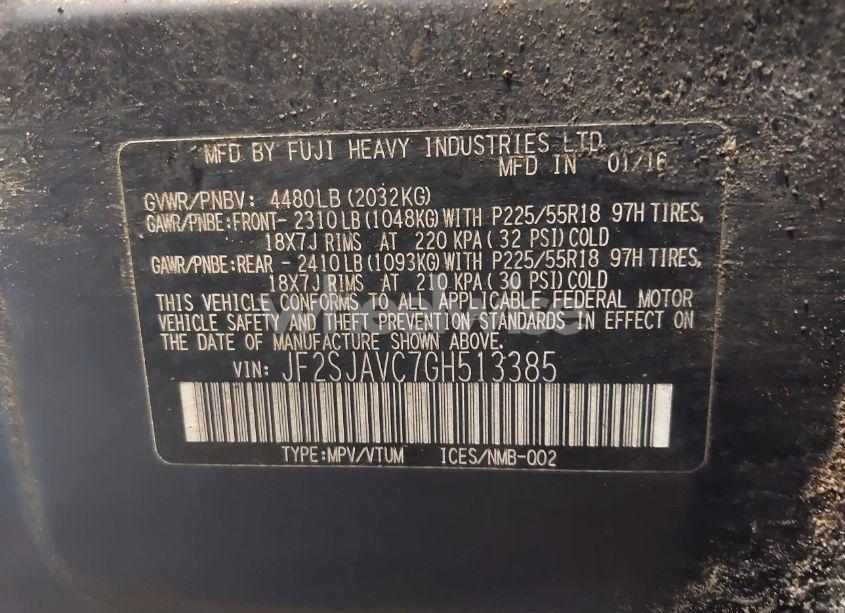 MFD BY FUJI HEAVY INDUSTRIES LTD.
MFD IN 01/16
GVWR/PNBV: 4480LB (2032KG)
GAWR/PNBE:FRONT- 2310LB (1048KG) WITH P225/55R18 97H TIRES,
18X7J RIMS AT 220 KPA( 32 PSI) COLD
GAWR/PNBE:REAR - 2410LB (1093KG) WITH P225/55R18 97H TIRES,
18X7J RIMS AT 210 KPA( 30 PSI) COLD
THIS VEHICLE CONFORMS TO ALL APPLICABLE FEDERAL MOTOR
VEHICLE SAFETY AND THEFT PREVENTION STANDARDS IN EFFECT ON
THE DATE OF MANUFACTURE SHOWN ABOVE.
VIN: JF2SJAVC7GH513385
TYPE:MPV/VTUM ICES/NMB-002